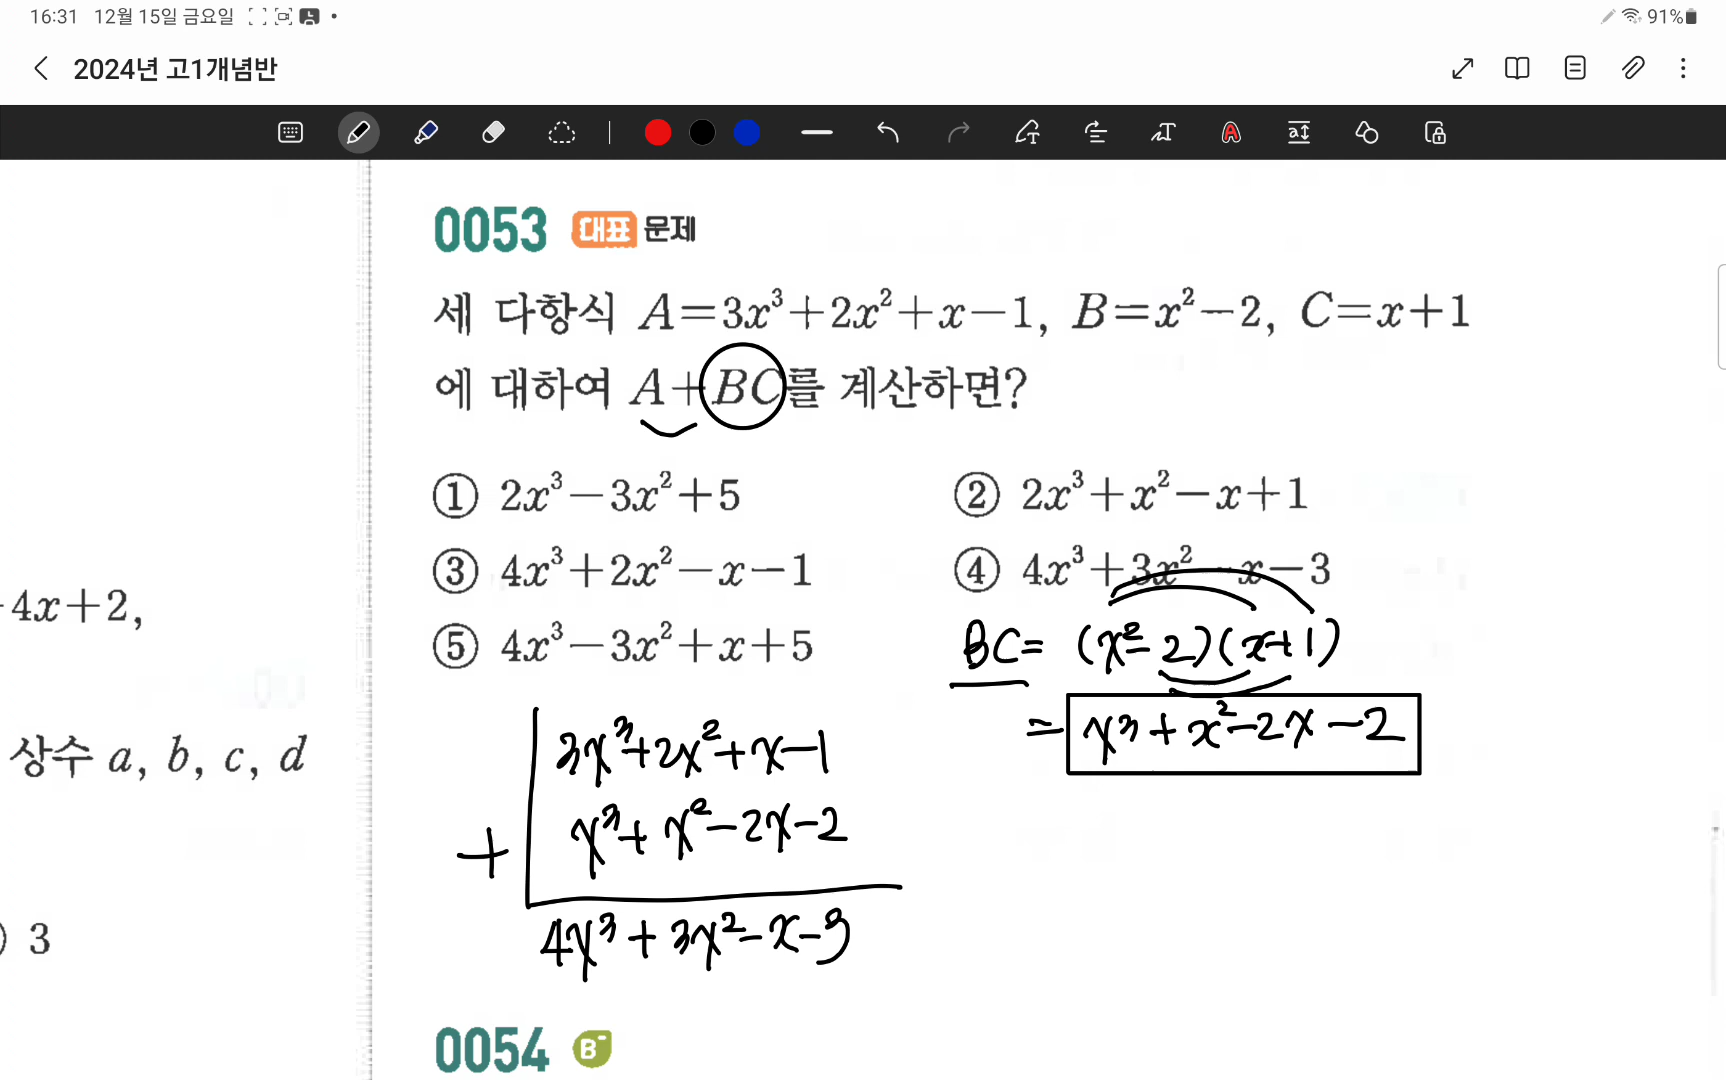 16:31 12월 15일 금요일
91%
2024년 고1개념반
0053 대표 문제
세 다항식 A=3x³+2x²+x−1, B=x²−2, C=x+1
에 대하여 A+BC를 계산하면?
① 2x³−3x²+5 ② 2x³+x²−x+1
③ 4x³+2x²−x−1 ④ 4x³+3x²−x−3
⑤ 4x³−3x²+x+5
BC= (x²−2)(x+1)
= x³+x²−2x−2
3x³+2x²+x−1
+ x³+x²−2x−2
4x³+3x²−x−3
4x+2,
상수 a, b, c, d
) 3
0054 B⁻